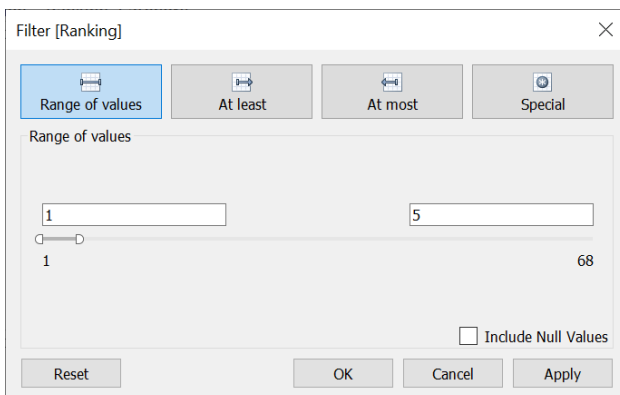 Filter [Ranking]
Range of values At least At most Special
Range of values
1 5
1 68
Include Null Values
Reset OK Cancel Apply